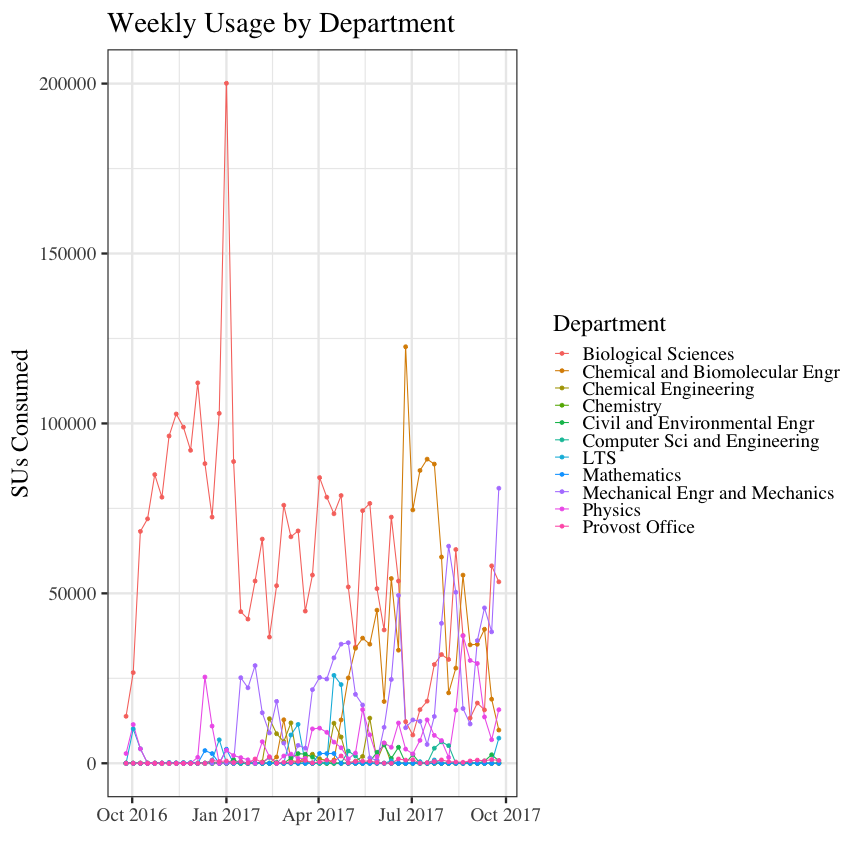 Weekly Usage by Department
SUs Consumed
200000
150000
100000
50000
0
Oct 2016 Jan 2017 Apr 2017 Jul 2017 Oct 2017
Department
Biological Sciences
Chemical and Biomolecular Engr
Chemical Engineering
Chemistry
Civil and Environmental Engr
Computer Sci and Engineering
LTS
Mathematics
Mechanical Engr and Mechanics
Physics
Provost Office